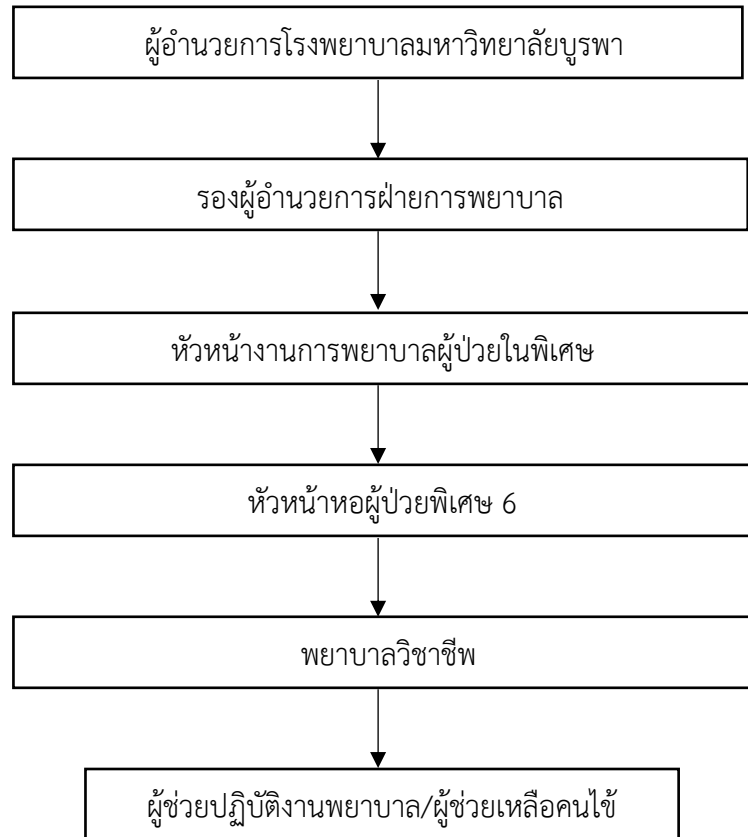 ผู้อำนวยการโรงพยาบาลมหาวิทยาลัยบูรพา
รองผู้อำนวยการฝ่ายการพยาบาล
หัวหน้างานการพยาบาลผู้ป่วยในพิเศษ
หัวหน้าหอผู้ป่วยพิเศษ 6
พยาบาลวิชาชีพ
ผู้ช่วยปฏิบัติงานพยาบาล/ผู้ช่วยเหลือคนไข้